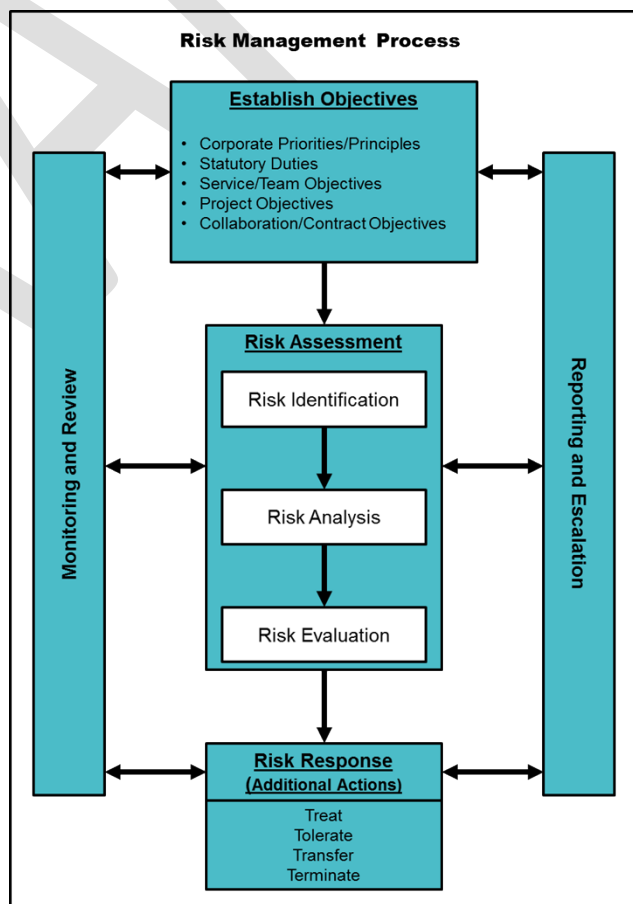 Risk Management Process
Establish Objectives
• Corporate Priorities/Principles
• Statutory Duties
• Service/Team Objectives
• Project Objectives
• Collaboration/Contract Objectives
Monitoring and Review
Reporting and Escalation
Risk Assessment
Risk Identification
Risk Analysis
Risk Evaluation
Risk Response
(Additional Actions)
Treat
Tolerate
Transfer
Terminate